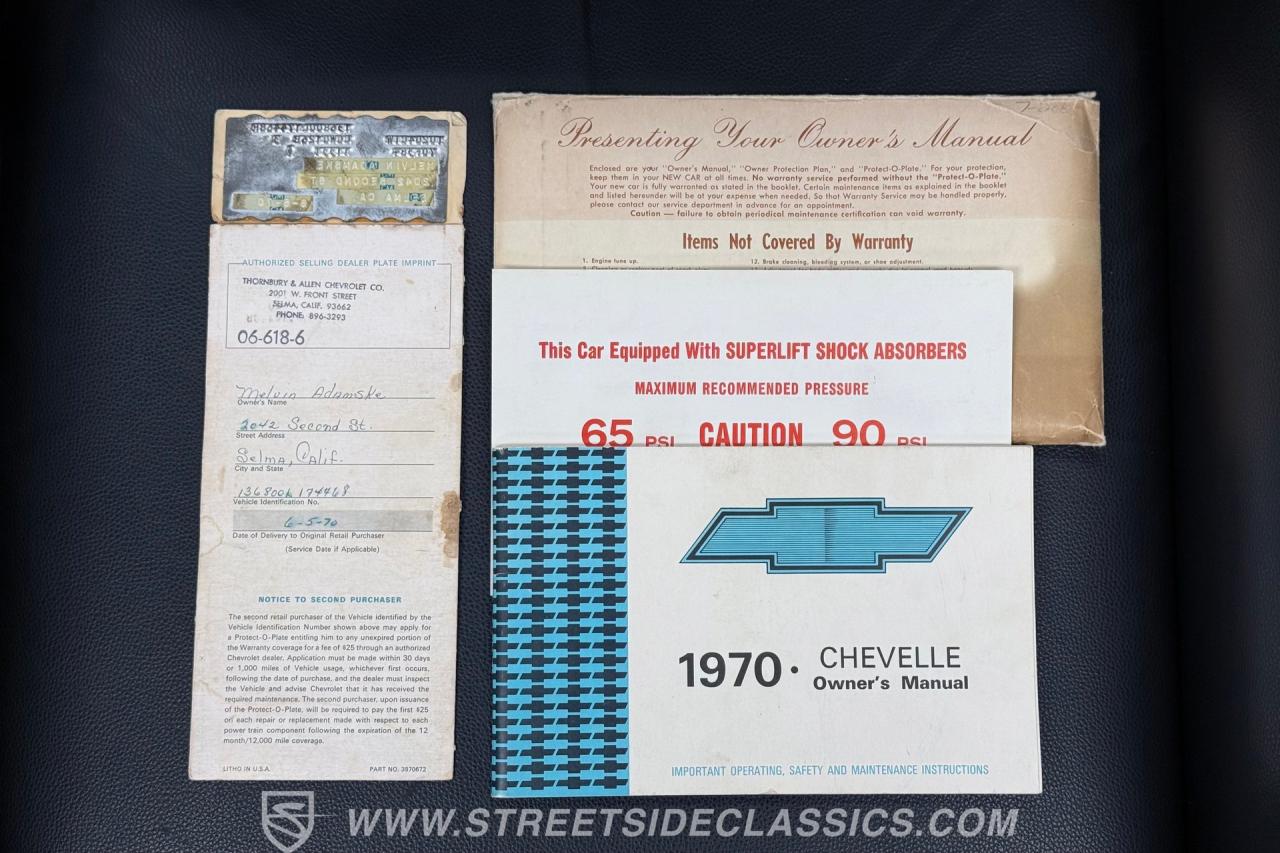 AUTHORIZED SELLING DEALER PLATE IMPRINT
THORNBURY & ALLEN CHEVROLET CO.
2001 W. FRONT STREET
SELMA, CALIF. 93662
PHONE: 896-3293
06-618-6
Melvin Adamske
Owner's Name
2042 Second St.
Street Address
Selma, Calif.
City and State
Vehicle Identification No.
6-5-70
Date of Delivery to Original Retail Purchaser
(Service Date if Applicable)
NOTICE TO SECOND PURCHASER
The second retail purchaser of the Vehicle identified by the
Vehicle Identification Number shown above may apply for
a Protect-O-Plate entitling him to any unexpired portion of
the Warranty coverage for a fee of $25 through an authorized
Chevrolet dealer. Application must be made within 30 days
or 1,000 miles of Vehicle usage, whichever first occurs,
following the date of purchase, and the dealer must inspect
the Vehicle and advise Chevrolet that it has received the
required maintenance. The second purchaser, upon issuance
of the Protect-O-Plate, will be required to pay the first $25
on each repair or replacement made with respect to each
power train component following the expiration of the 12
month/12,000 mile coverage.
LITHO IN U.S.A. PART NO. 3970672
Presenting Your Owner's Manual
Enclosed are your "Owner's Manual," "Owner Protection Plan," and "Protect-O-Plate." For your protection,
keep them in your NEW CAR at all times. No warranty service performed without the "Protect-O-Plate."
Your new car is fully warranted as stated in the booklet. Certain maintenance items as explained in the booklet
and listed hereunder will be at your expense when needed. So that Warranty Service may be handled properly,
please contact our service department in advance for an appointment.
Caution — failure to obtain periodical maintenance certification can void warranty.
Items Not Covered By Warranty
1. Engine tune up. 12. Brake cleaning, bleeding system, or shoe adjustment.
This Car Equipped With SUPERLIFT SHOCK ABSORBERS
MAXIMUM RECOMMENDED PRESSURE
65 PSI CAUTION 90 PSI
1970 · CHEVELLE
Owner's Manual
IMPORTANT OPERATING, SAFETY AND MAINTENANCE INSTRUCTIONS
WWW.STREETSIDECLASSICS.COM